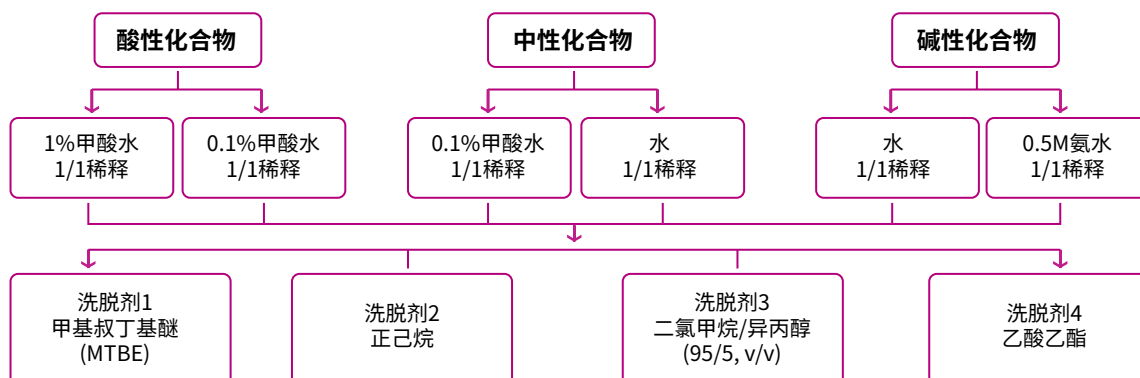 酸性化合物
中性化合物
碱性化合物
1%甲酸水
1/1稀释
0.1%甲酸水
1/1稀释
0.1%甲酸水
1/1稀释
水
1/1稀释
水
1/1稀释
0.5M氨水
1/1稀释
洗脱剂1
甲基叔丁基醚
(MTBE)
洗脱剂2
正己烷
洗脱剂3
二氯甲烷/异丙醇
(95/5, v/v)
洗脱剂4
乙酸乙酯